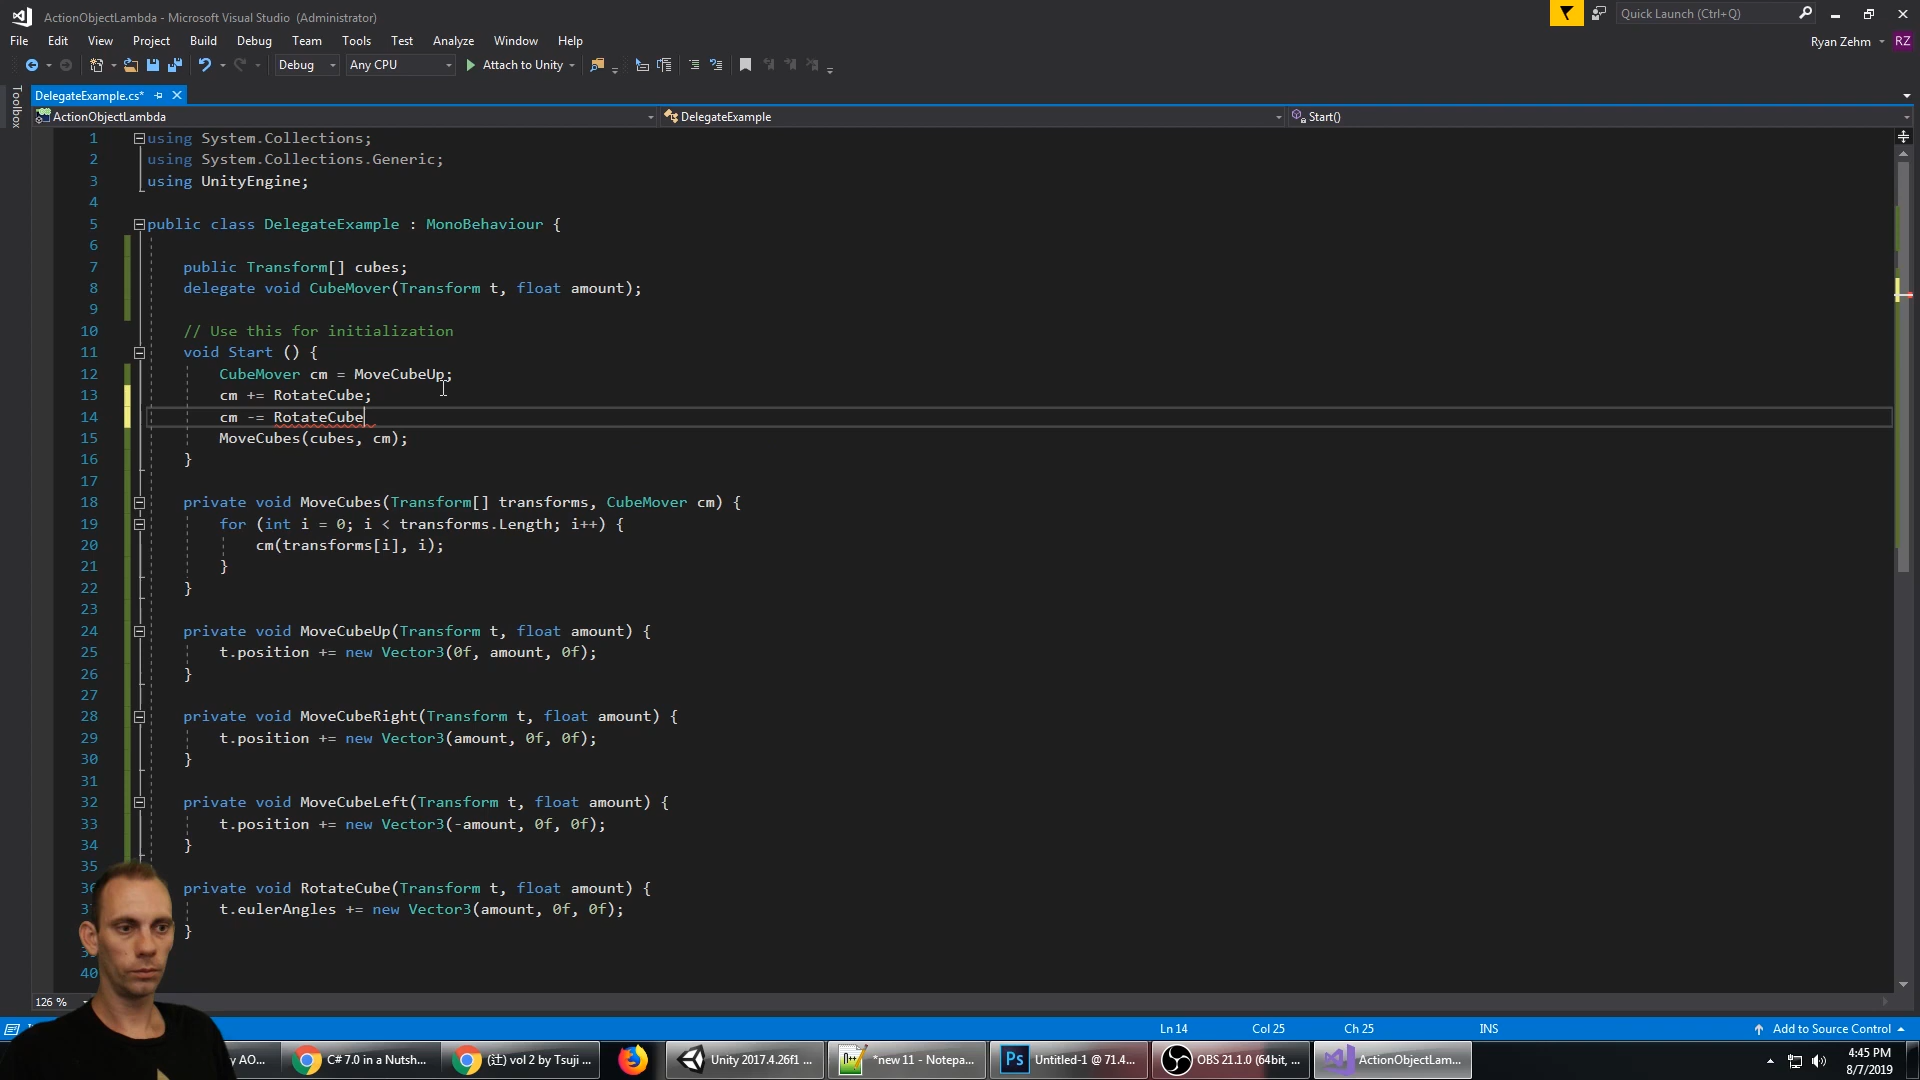 ActionObjectLambda - Microsoft Visual Studio (Administrator)
Quick Launch (Ctrl+Q)
File Edit View Project Build Debug Team Tools Test Analyze Window Help
Ryan Zehm RZ
Debug Any CPU Attach to Unity
Toolbox
DelegateExample.cs*
ActionObjectLambda DelegateExample Start()
1 using System.Collections;
2 using System.Collections.Generic;
3 using UnityEngine;
4
5 public class DelegateExample : MonoBehaviour {
6
7 public Transform[] cubes;
8 delegate void CubeMover(Transform t, float amount);
9
10 // Use this for initialization
11 void Start () {
12 CubeMover cm = MoveCubeUp;
13 cm += RotateCube;
14 cm -= RotateCube
15 MoveCubes(cubes, cm);
16 }
17
18 private void MoveCubes(Transform[] transforms, CubeMover cm) {
19 for (int i = 0; i < transforms.Length; i++) {
20 cm(transforms[i], i);
21 }
22 }
23
24 private void MoveCubeUp(Transform t, float amount) {
25 t.position += new Vector3(0f, amount, 0f);
26 }
27
28 private void MoveCubeRight(Transform t, float amount) {
29 t.position += new Vector3(amount, 0f, 0f);
30 }
31
32 private void MoveCubeLeft(Transform t, float amount) {
33 t.position += new Vector3(-amount, 0f, 0f);
34 }
35
private void RotateCube(Transform t, float amount) {
t.eulerAngles += new Vector3(amount, 0f, 0f);
}
40
126 %
Ln 14 Col 25 Ch 25 INS Add to Source Control
y AO... C# 7.0 in a Nutsh... (辻) vol 2 by Tsuji ... Unity 2017.4.26f1 ... *new 11 - Notepa... Ps Untitled-1 @ 71.4... OBS 21.1.0 (64bit, ... ActionObjectLam...
4:45 PM
8/7/2019